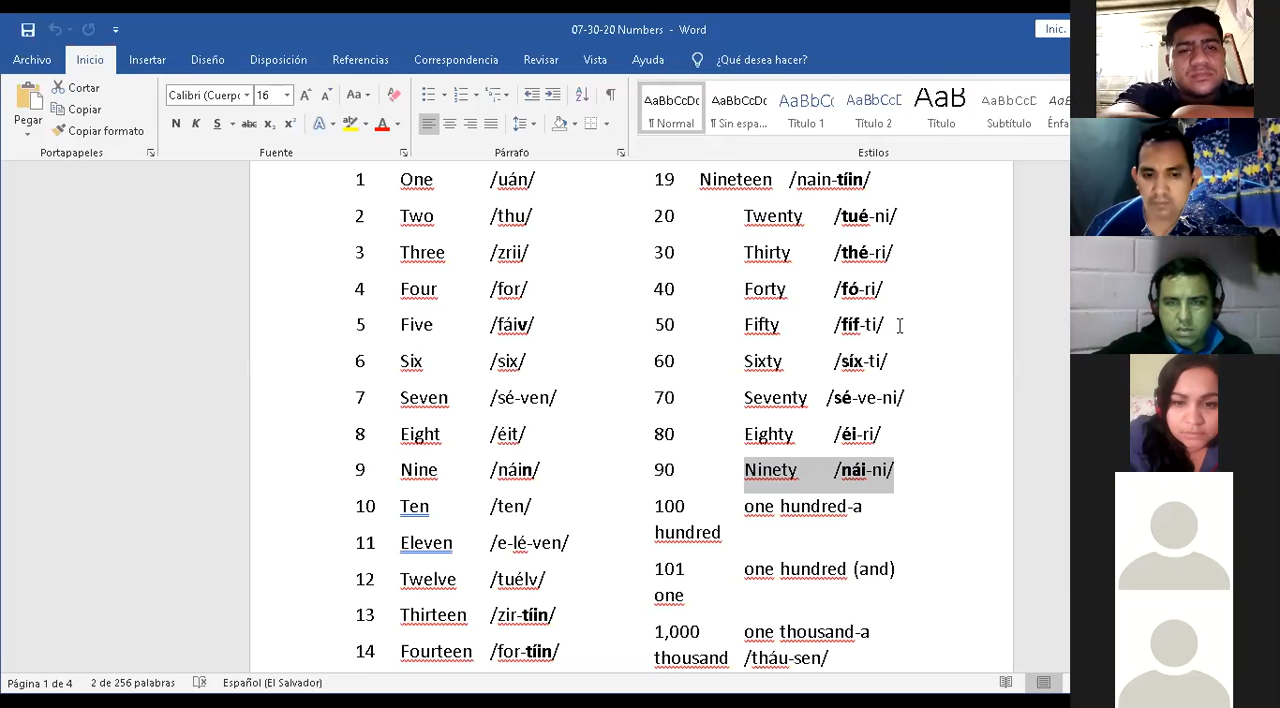 07-30-20 Numbers - Word
Inic.
Archivo Inicio Insertar Diseño Disposición Referencias Correspondencia Revisar Vista Ayuda ¿Qué desea hacer?
Pegar
Cortar
Copiar
Copiar formato
Portapapeles
Calibri (Cuerpo 16
Aa
N K S abc x₂ x²
Fuente
Párrafo
AaBbCcDc AaBbCcDc AaBbCc AaBbCcD AaB AaBbCcD
¶ Normal ¶ Sin espa... Título 1 Título 2 Título Subtítulo Énfa
Estilos
1 One /uán/
2 Two /thu/
3 Three /zrii/
4 Four /for/
5 Five /fáiv/
6 Six /six/
7 Seven /sé-ven/
8 Eight /éit/
9 Nine /náin/
10 Ten /ten/
11 Eleven /e-lé-ven/
12 Twelve /tuélv/
13 Thirteen /zir-tíin/
14 Fourteen /for-tíin/
19 Nineteen /nain-tíin/
20 Twenty /tué-ni/
30 Thirty /thé-ri/
40 Forty /fó-ri/
50 Fifty /fíf-ti/
60 Sixty /síx-ti/
70 Seventy /sé-ve-ni/
80 Eighty /éi-ri/
90 Ninety /nái-ni/
100 one hundred-a
hundred
101 one hundred (and)
one
1,000 one thousand-a
thousand /tháu-sen/
Página 1 de 4 2 de 256 palabras Español (El Salvador)